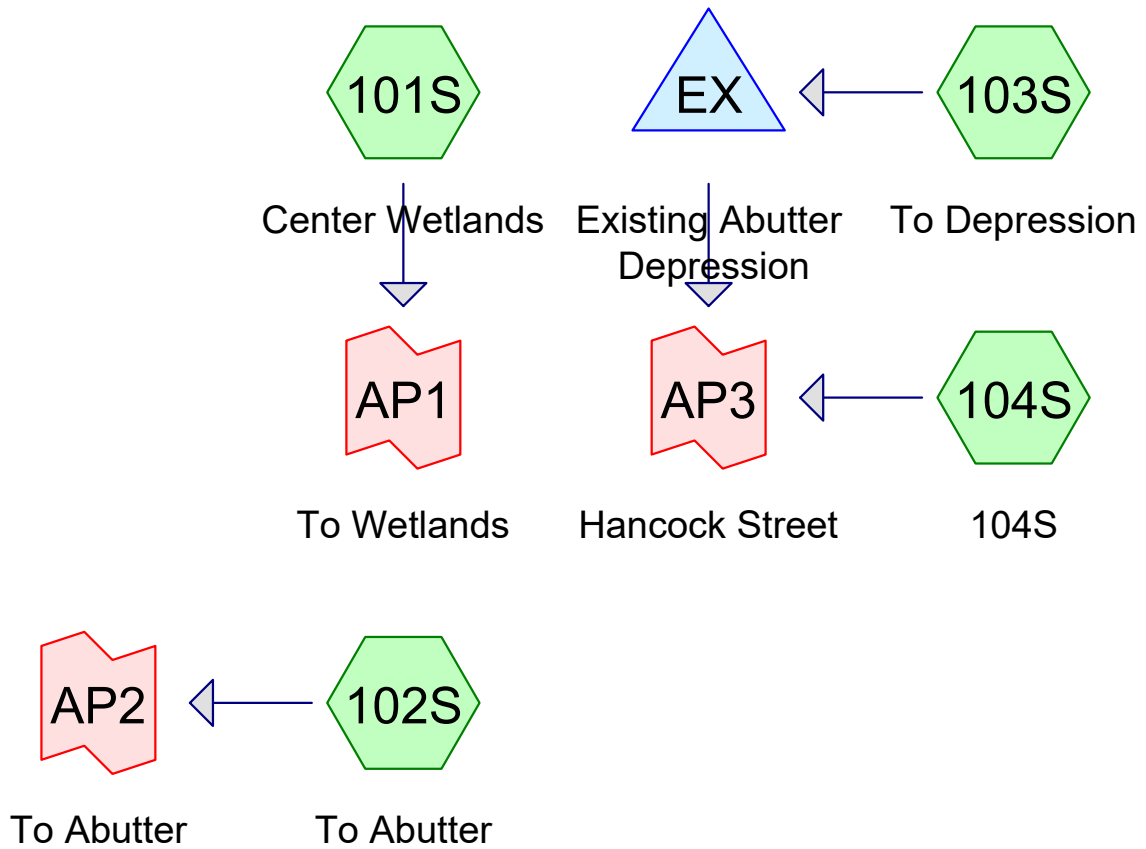 101S
EX
103S
Center Wetlands
Existing Abutter
Depression
To Depression
AP1
AP3
104S
To Wetlands
Hancock Street
104S
AP2
102S
To Abutter
To Abutter